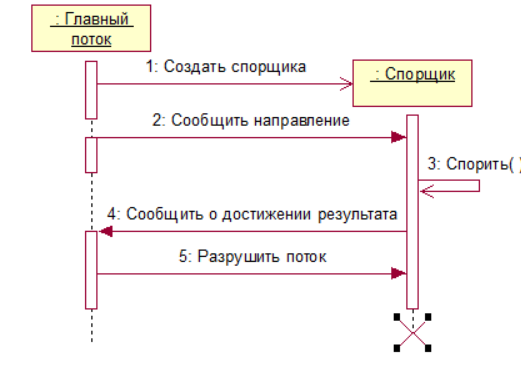 : Главный
поток
1: Создать спорщика
: Спорщик
2: Сообщить направление
3: Спорить( )
4: Сообщить о достижении результата
5: Разрушить поток